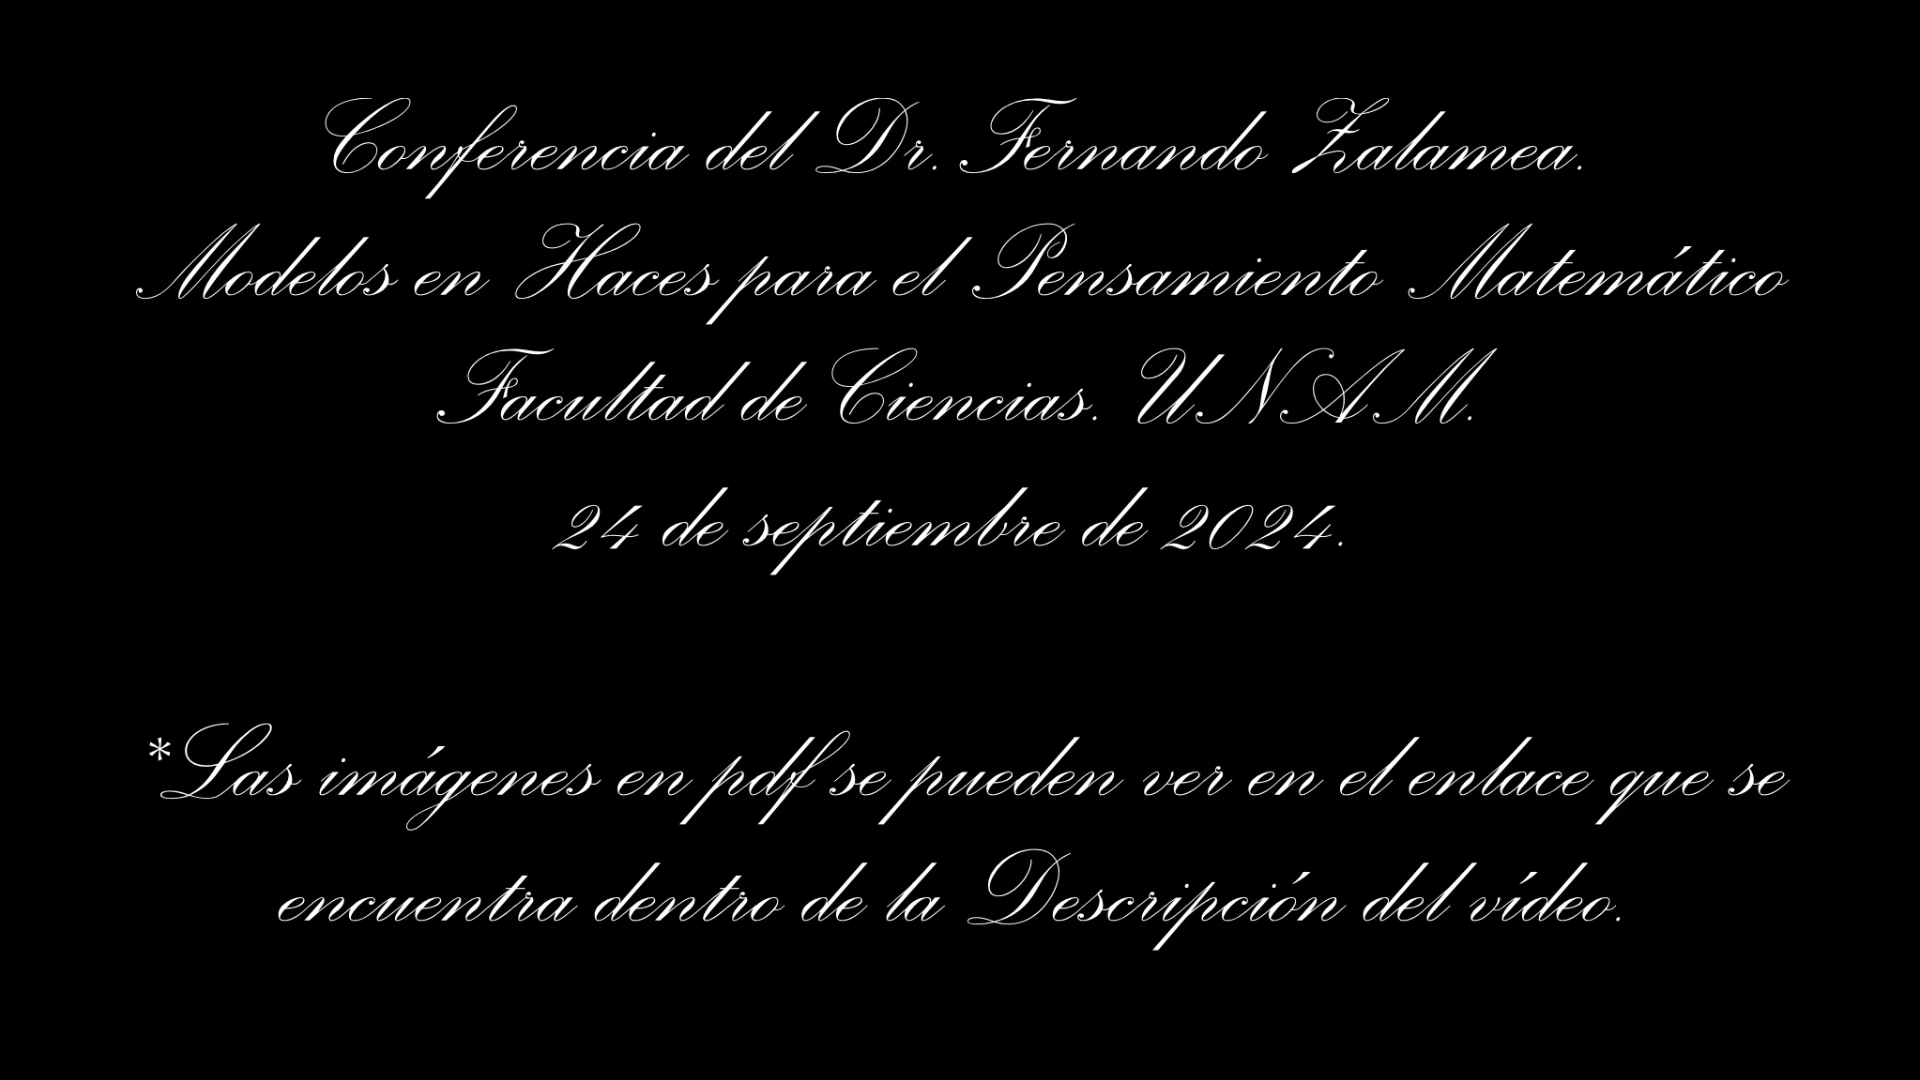 Conferencia del Dr. Fernando Zalamea.
Modelos en Haces para el Pensamiento Matemático
Facultad de Ciencias. UNAM.
24 de septiembre de 2024.
*Las imágenes en pdf se pueden ver en el enlace que se
encuentra dentro de la Descripción del vídeo.